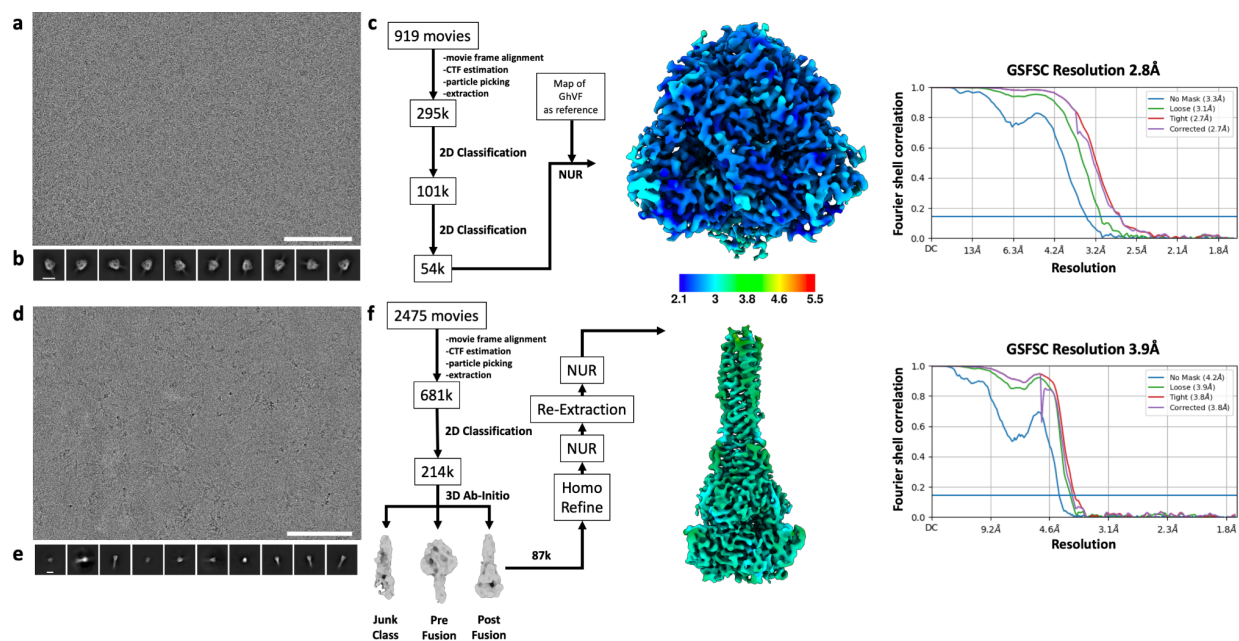 a
919 movies
-movie frame alignment
-CTF estimation
-particle picking
-extraction
295k
2D Classification
101k
2D Classification
54k
Map of
GhVF
as reference
NUR
b
c
2.1 3 3.8 4.6 5.5
GSFSC Resolution 2.8Å
No Mask (3.3Å)
Loose (3.1Å)
Tight (2.7Å)
Corrected (2.7Å)
Fourier shell correlation
1.0
0.8
0.6
0.4
0.2
0.0
DC 13Å 6.3Å 4.2Å 3.2Å 2.5Å 2.1Å 1.8Å
Resolution
d
e
f
2475 movies
-movie frame alignment
-CTF estimation
-particle picking
-extraction
681k
2D Classification
214k
3D Ab-Initio
Junk
Class
Pre
Fusion
Post
Fusion
87k
Homo
Refine
NUR
Re-Extraction
NUR
GSFSC Resolution 3.9Å
No Mask (4.2Å)
Loose (3.9Å)
Tight (3.8Å)
Corrected (3.8Å)
Fourier shell correlation
1.0
0.8
0.6
0.4
0.2
0.0
DC 9.2Å 4.6Å 3.1Å 2.3Å 1.8Å
Resolution